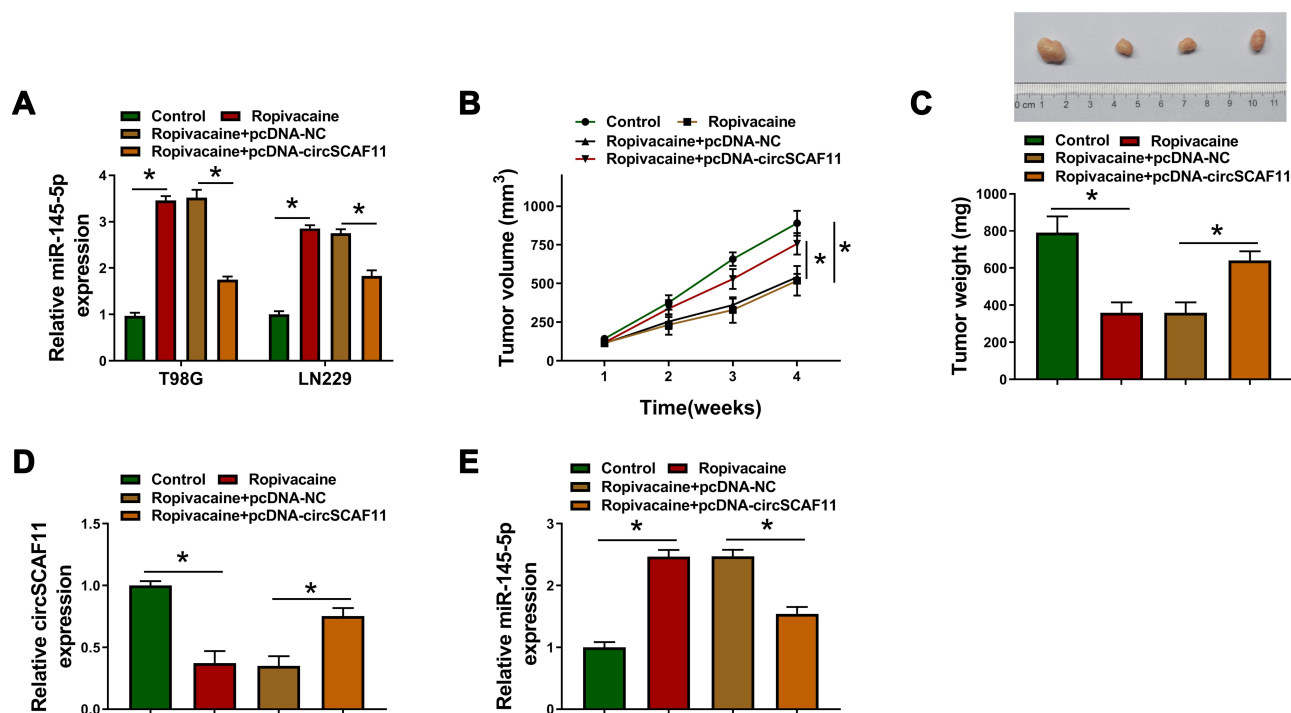 A
Control
Ropivacaine
Ropivacaine+pcDNA-NC
Ropivacaine+pcDNA-circSCAF11
Relative miR-145-5p
expression
4
3
2
1
0
*
*
*
*
T98G
LN229
B
Control
Ropivacaine
Ropivacaine+pcDNA-NC
Ropivacaine+pcDNA-circSCAF11
Tumor volume (mm³)
1000
750
500
250
0
*
*
1
2
3
4
Time(weeks)
C
0 cm 1 2 3 4 5 6 7 8 9 10 11
Control
Ropivacaine
Ropivacaine+pcDNA-NC
Ropivacaine+pcDNA-circSCAF11
Tumor weight (mg)
1000
800
600
400
200
0
*
*
D
Control
Ropivacaine
Ropivacaine+pcDNA-NC
Ropivacaine+pcDNA-circSCAF11
Relative circSCAF11
expression
1.5
1.0
0.5
0.0
*
*
E
Control
Ropivacaine
Ropivacaine+pcDNA-NC
Ropivacaine+pcDNA-circSCAF11
Relative miR-145-5p
expression
3
2
1
0
*
*